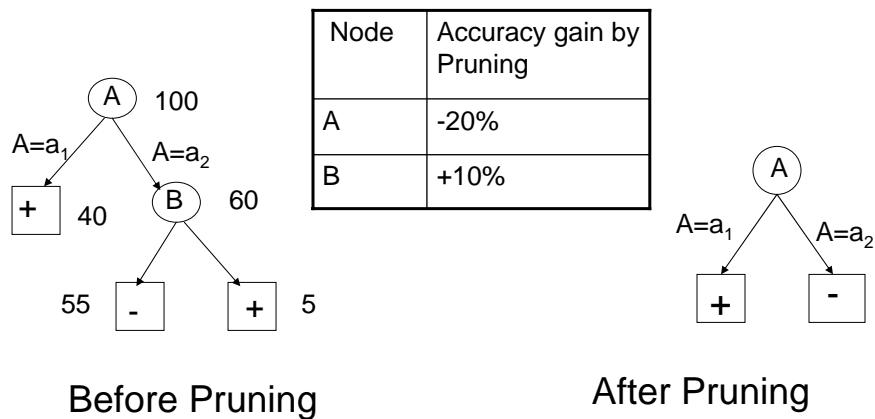 Node
Accuracy gain by
Pruning
A
-20%
B
+10%
A
100
A=a₁
A=a₂
+
40
B
60
55
-
+
5
Before Pruning
A
A=a₁
A=a₂
+
-
After Pruning